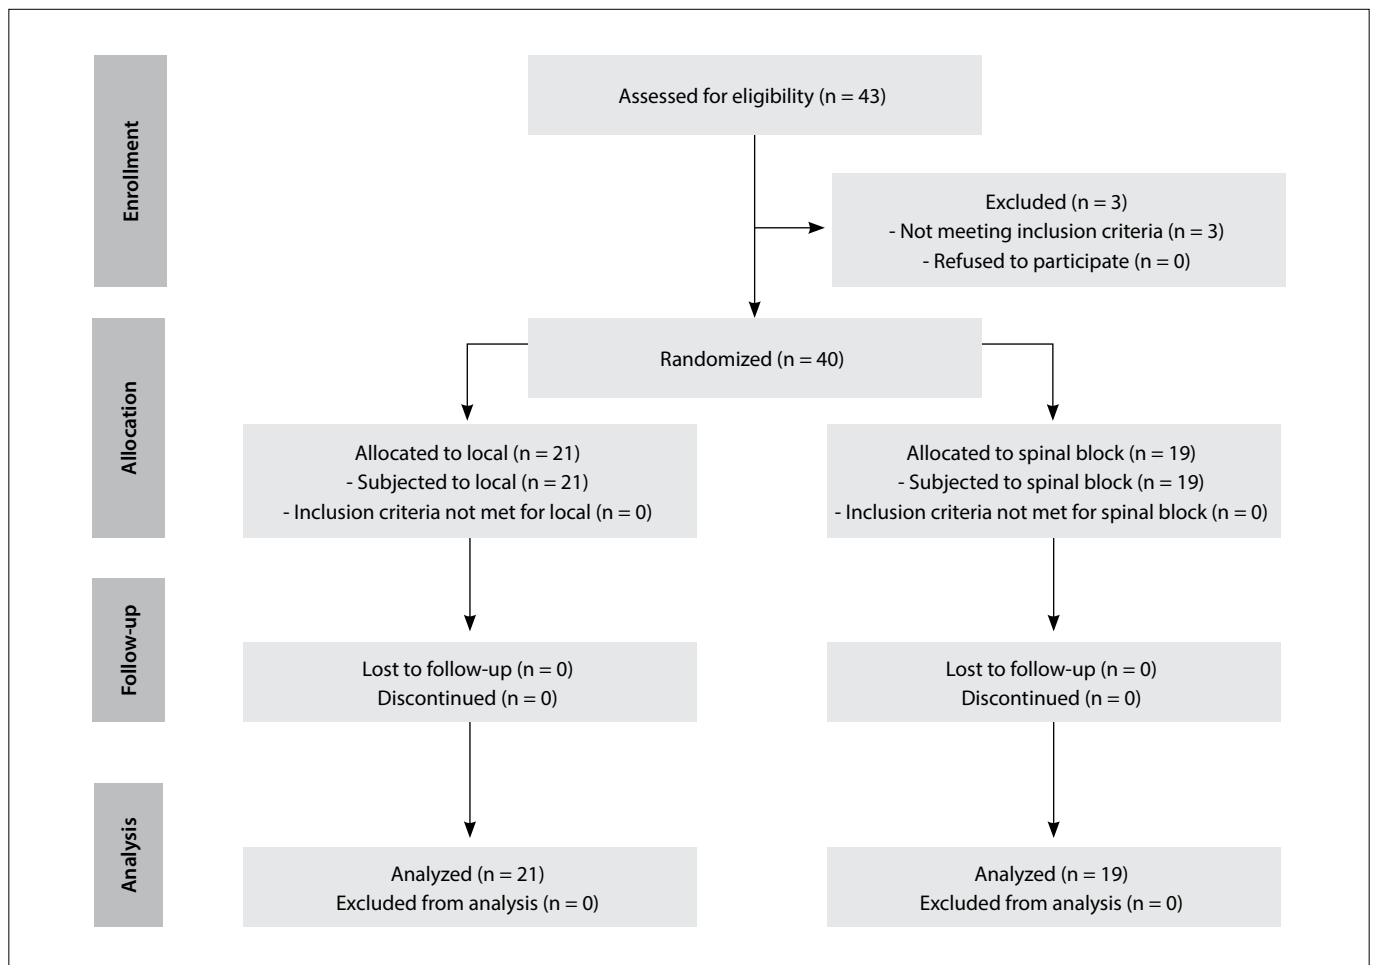 Enrollment
Assessed for eligibility (n = 43)
Excluded (n = 3)
- Not meeting inclusion criteria (n = 3)
- Refused to participate (n = 0)
Allocation
Randomized (n = 40)
Allocated to local (n = 21)
- Subjected to local (n = 21)
- Inclusion criteria not met for local (n = 0)
Allocated to spinal block (n = 19)
- Subjected to spinal block (n = 19)
- Inclusion criteria not met for spinal block (n = 0)
Follow-up
Lost to follow-up (n = 0)
Discontinued (n = 0)
Lost to follow-up (n = 0)
Discontinued (n = 0)
Analysis
Analyzed (n = 21)
Excluded from analysis (n = 0)
Analyzed (n = 19)
Excluded from analysis (n = 0)